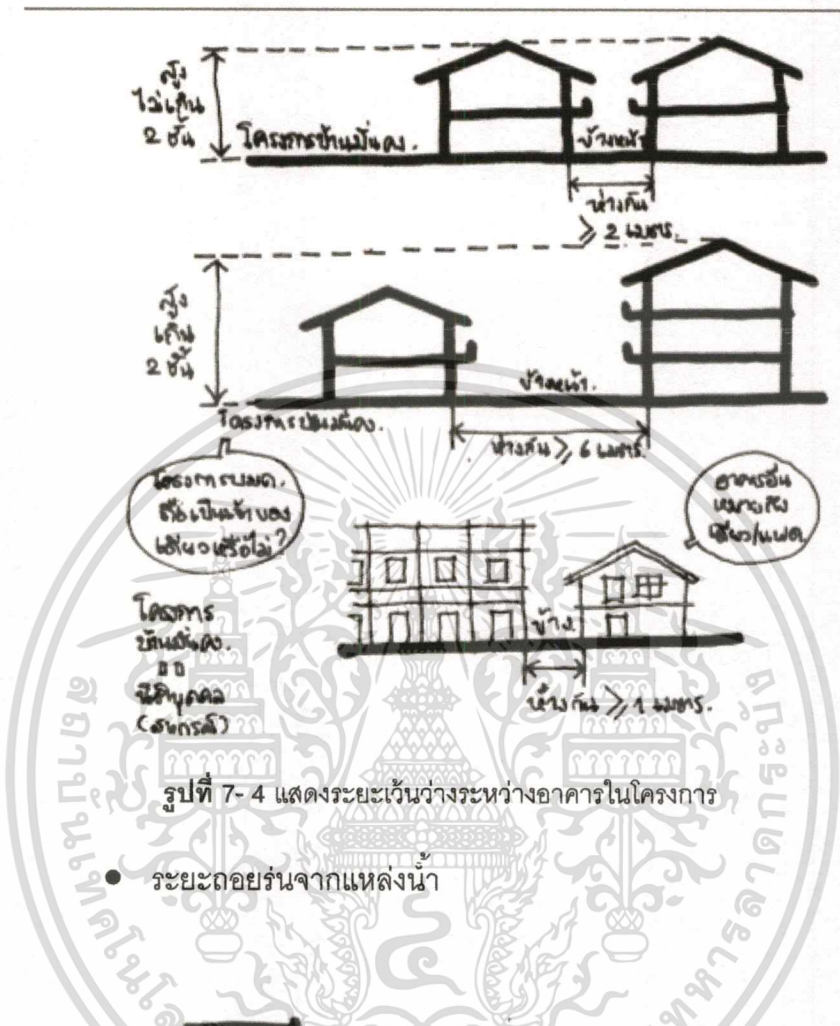 สูง
ไม่เกิน
2 ชั้น
โครงการบ้านมั่นคง.
ข้างหน้า
ห่างกัน
≥ 2 เมตร.
สูง
เกิน
2 ชั้น
ข้างหน้า.
โครงการบ้านมั่นคง.
ห่างกัน ≥ 6 เมตร.
โครงการบมค.
ถือเป็นเจ้าของ
เดียวหรือไม่?
อาคารอื่น
หมายถึง
เดี่ยว/แฝด.
โครงการ
บ้านมั่นคง.
นิติบุคคล
(สหกรณ์)
ข้าง.
ห่างกัน ≥ 1 เมตร.
รูปที่ 7- 4 แสดงระยะเว้นว่างระหว่างอาคารในโครงการ
● ระยะถอยร่นจากแหล่งน้ำ